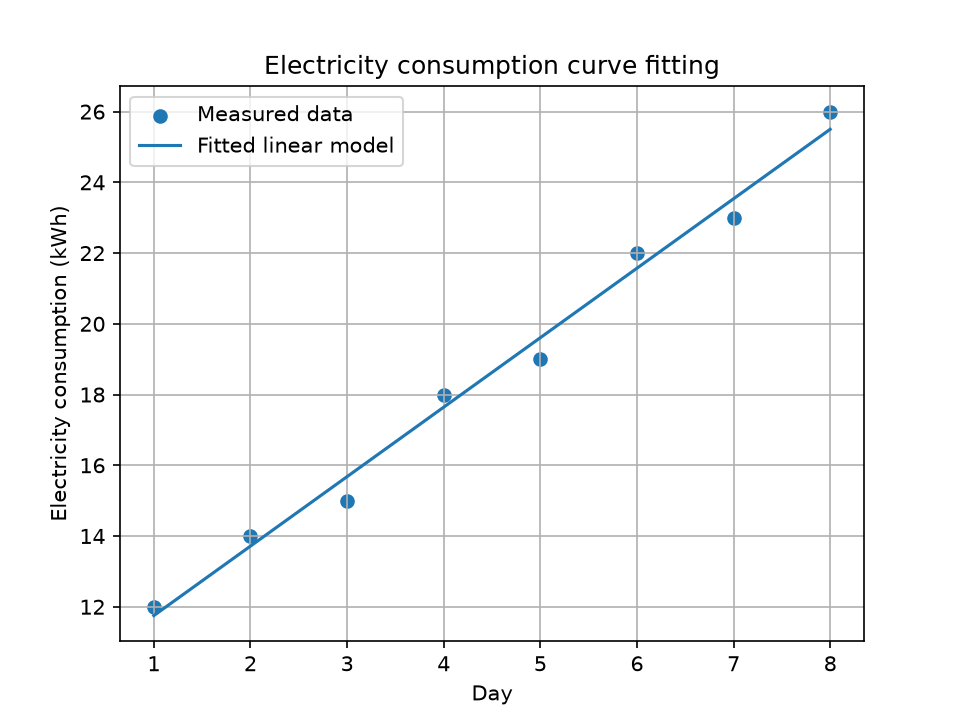 Electricity consumption curve fitting
Measured data
Fitted linear model
Electricity consumption (kWh)
26
24
22
20
18
16
14
12
1 2 3 4 5 6 7 8
Day